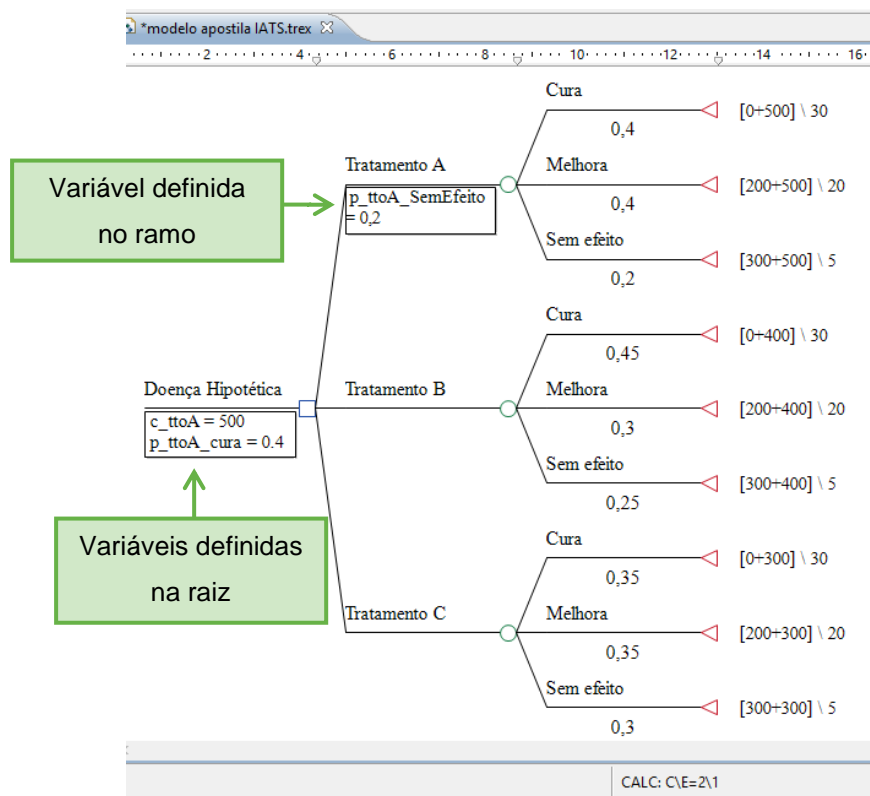 *modelo apostila IATS.trex
2 4 6 8 10 12 14 16
Cura
0,4
[0+500] \ 30
Tratamento A
Melhora
0,4
[200+500] \ 20
Variável definida
no ramo
p_ttoA_SemEfeito
= 0,2
Sem efeito
0,2
[300+500] \ 5
Cura
0,45
[0+400] \ 30
Doença Hipotética
Tratamento B
Melhora
0,3
[200+400] \ 20
c_ttoA = 500
p_ttoA_cura = 0.4
Sem efeito
0,25
[300+400] \ 5
Variáveis definidas
na raiz
Cura
0,35
[0+300] \ 30
Tratamento C
Melhora
0,35
[200+300] \ 20
Sem efeito
0,3
[300+300] \ 5
CALC: C\E=2\1